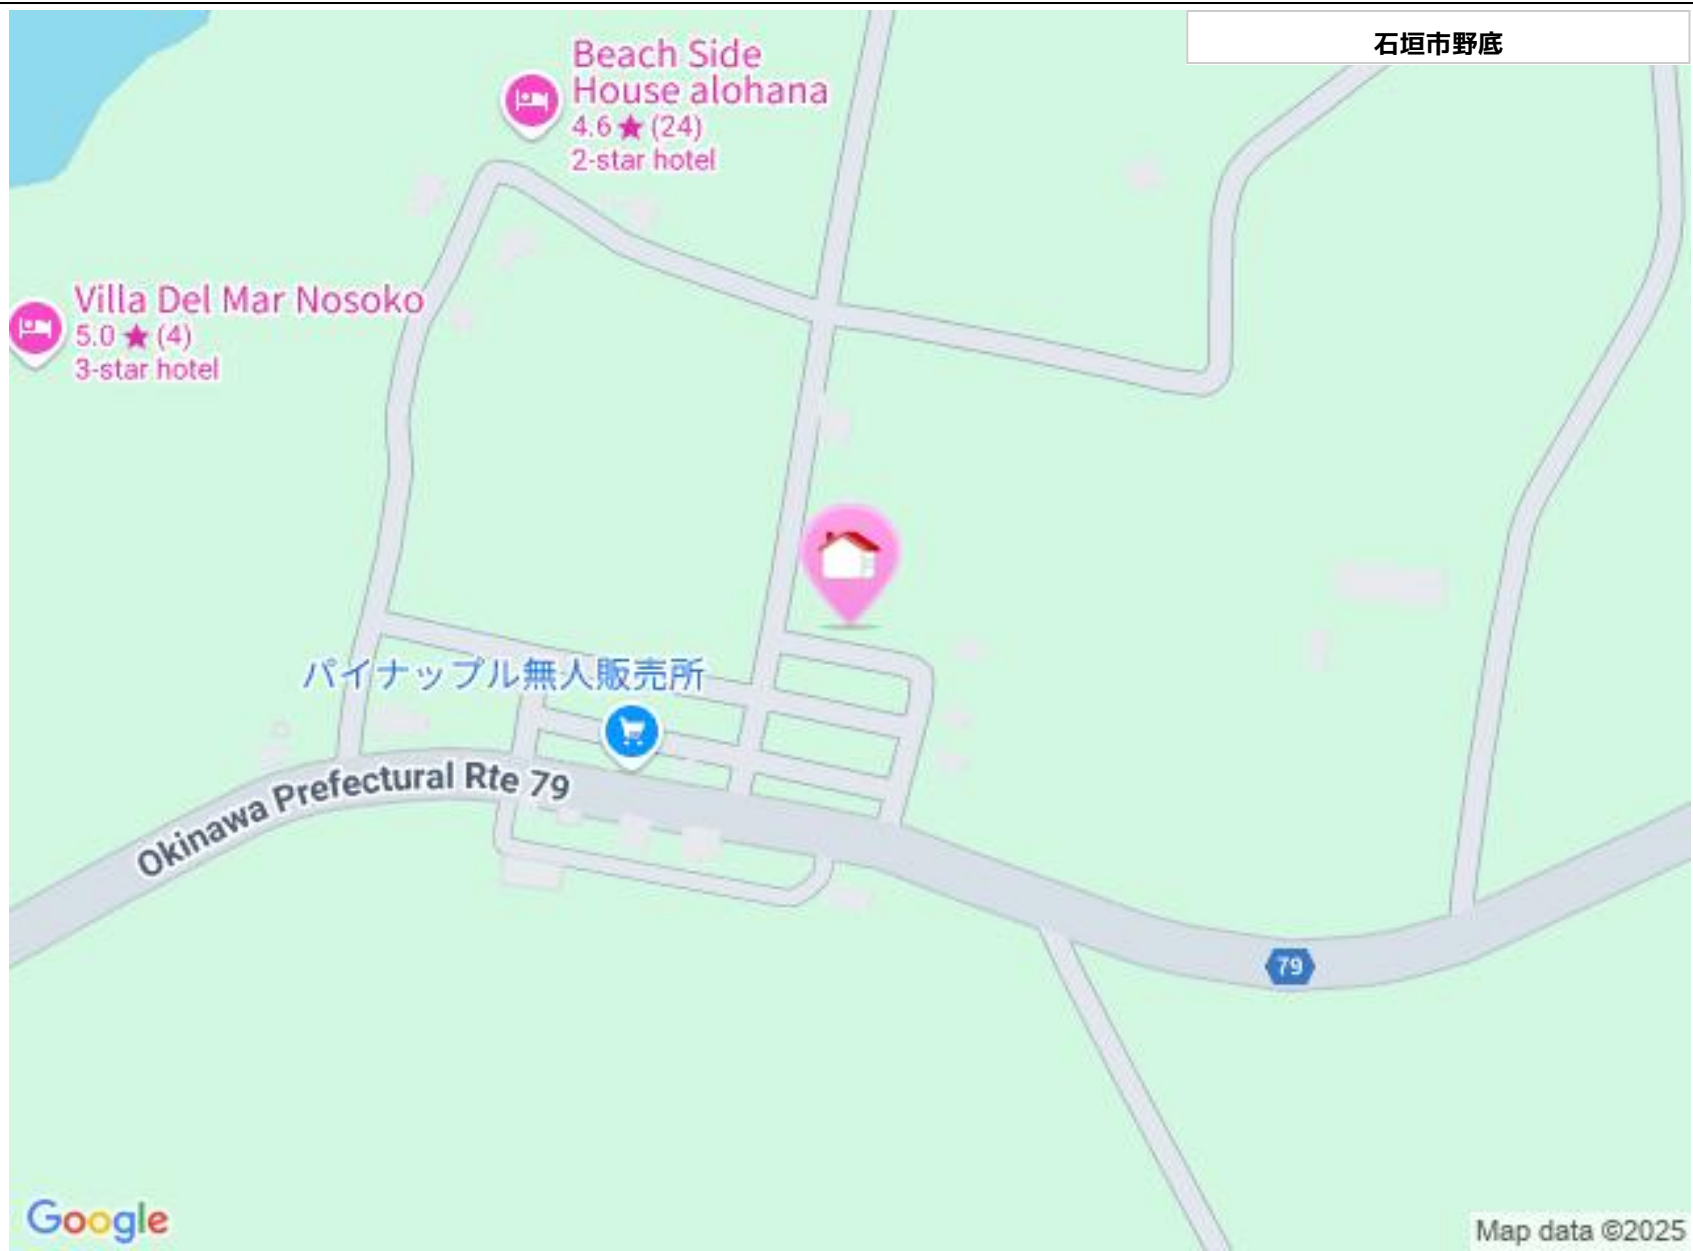 石垣市野底
Beach Side
House alohana
4.6 ★ (24)
2-star hotel
Villa Del Mar Nosoko
5.0 ★ (4)
3-star hotel
パイナップル無人販売所
Okinawa Prefectural Rte 79
79
Google
Map data ©2025